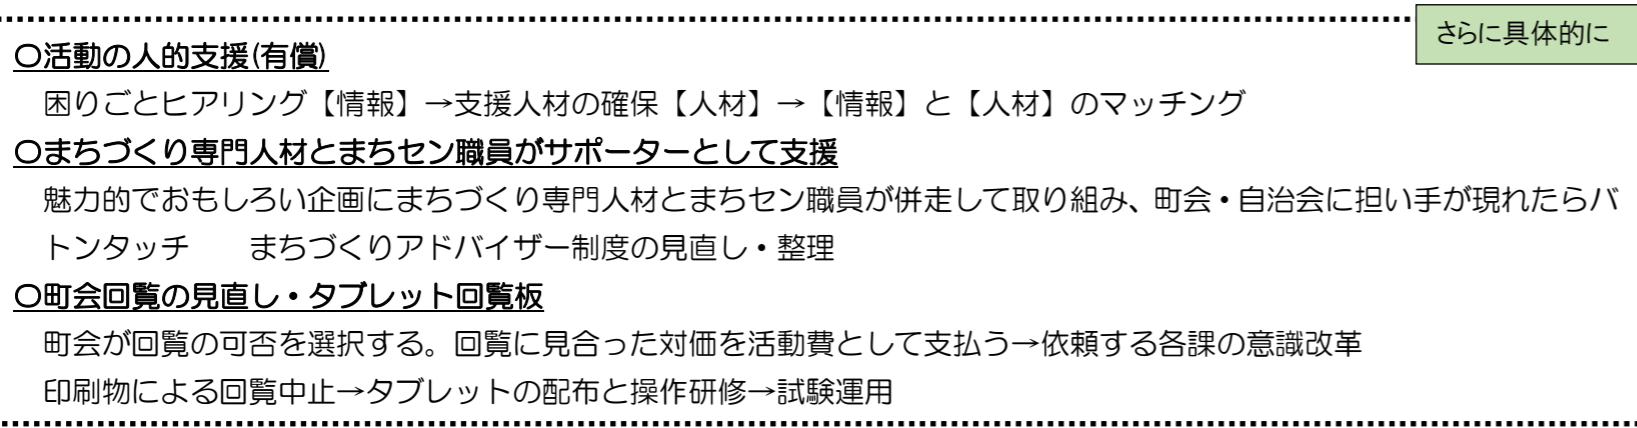 さらに具体的に
〇活動の人的支援(有償)
困りごとヒアリング【情報】→支援人材の確保【人材】→【情報】と【人材】のマッチング
〇まちづくり専門人材とまちセン職員がサポーターとして支援
魅力的でおもしろい企画にまちづくり専門人材とまちセン職員が併走して取り組み、町会・自治会に担い手が現れたらバ
トンタッチ　　まちづくりアドバイザー制度の見直し・整理
〇町会回覧の見直し・タブレット回覧板
町会が回覧の可否を選択する。回覧に見合った対価を活動費として支払う→依頼する各課の意識改革
印刷物による回覧中止→タブレットの配布と操作研修→試験運用